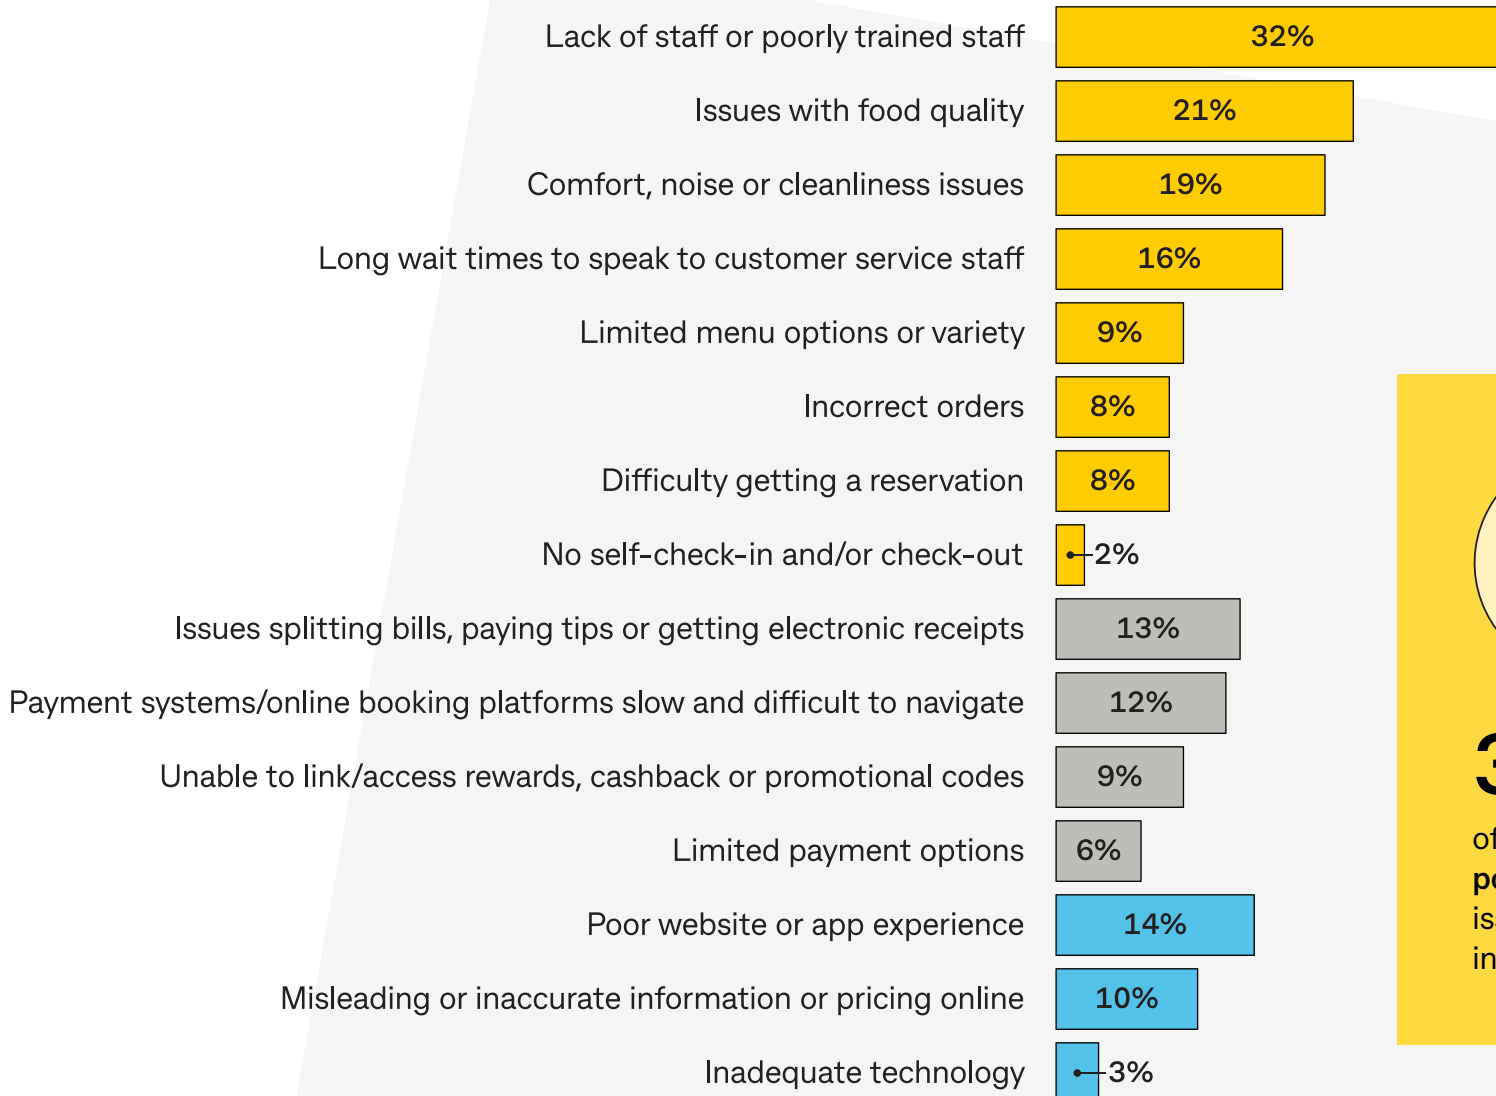 Lack of staff or poorly trained staff 32%
Issues with food quality 21%
Comfort, noise or cleanliness issues 19%
Long wait times to speak to customer service staff 16%
Limited menu options or variety 9%
Incorrect orders 8%
Difficulty getting a reservation 8%
No self-check-in and/or check-out 2%
Issues splitting bills, paying tips or getting electronic receipts 13%
Payment systems/online booking platforms slow and difficult to navigate 12%
Unable to link/access rewards, cashback or promotional codes 9%
Limited payment options 6%
Poor website or app experience 14%
Misleading or inaccurate information or pricing online 10%
Inadequate technology 3%